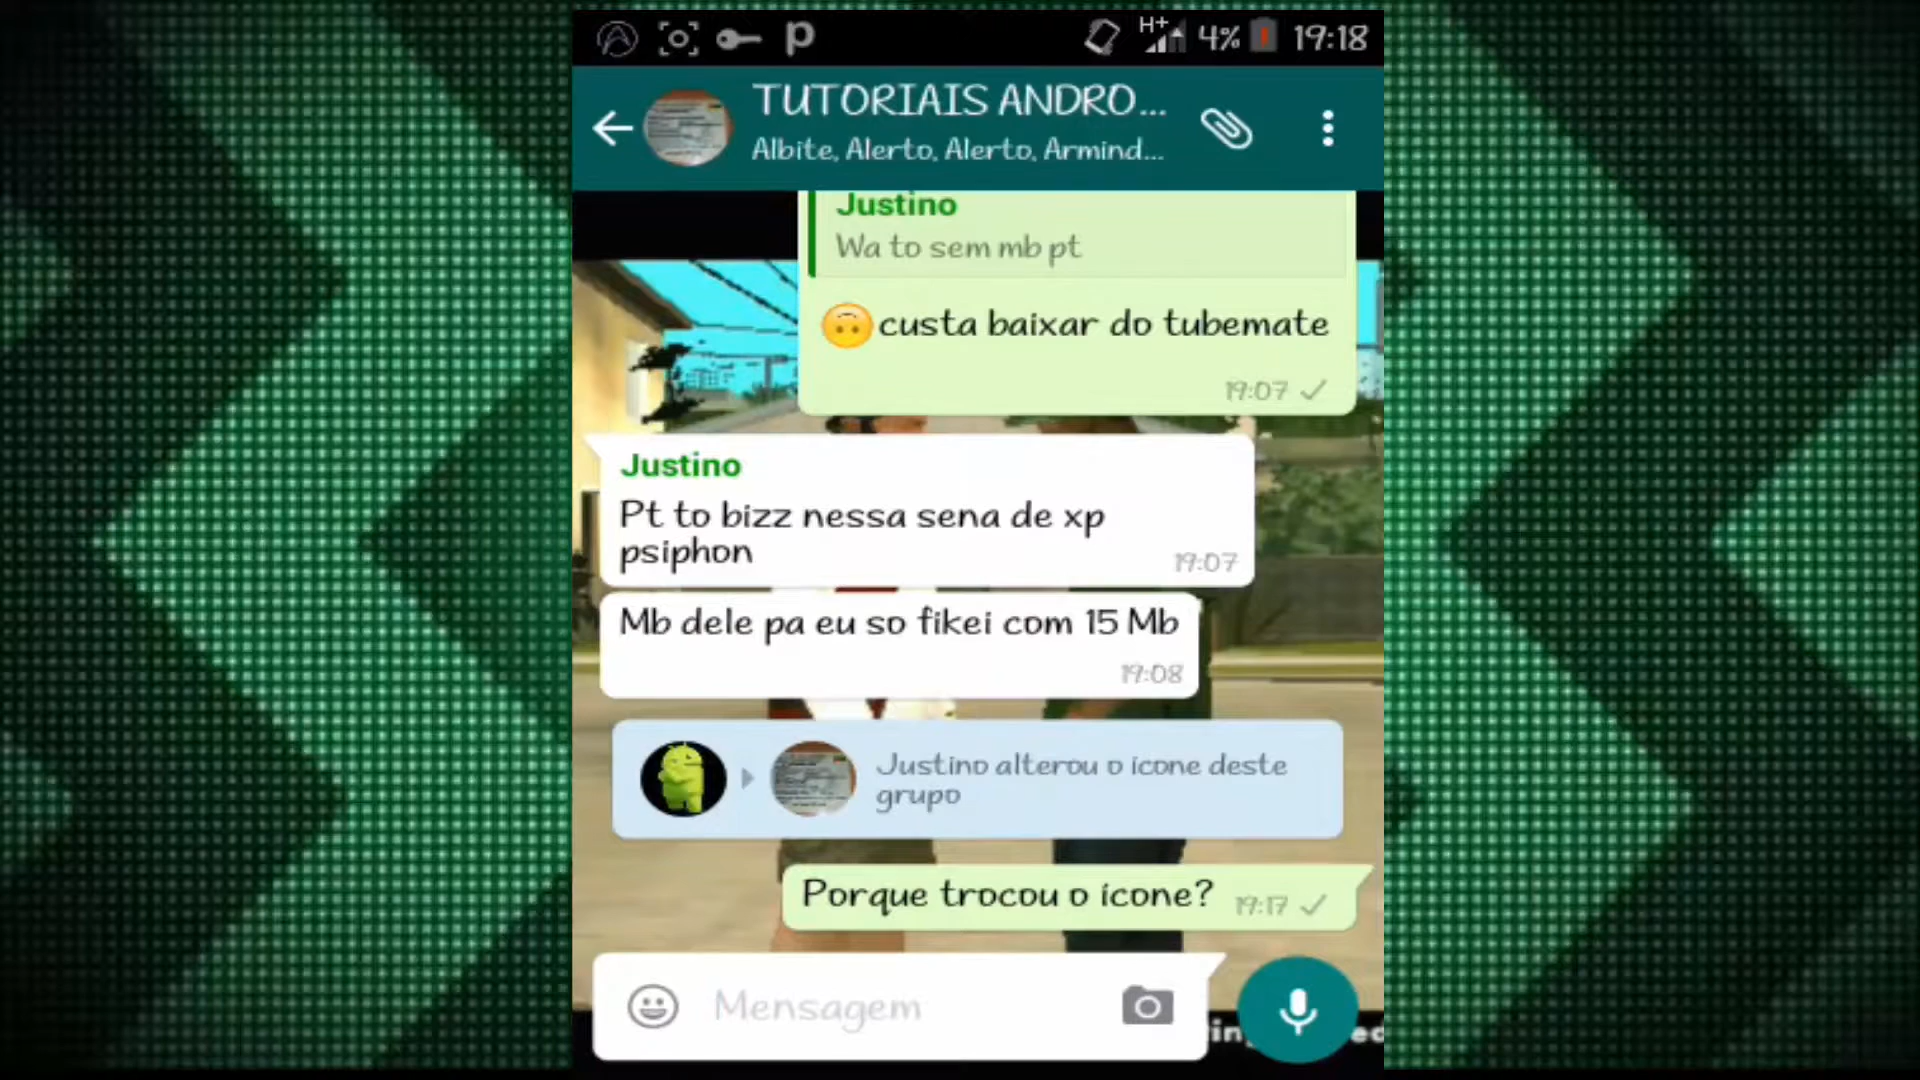 p H+ 4% 19:18
TUTORIAIS ANDRO...
Albite, Alerto, Alerto, Armind...
Justino
Wa to sem mb pt
🙃custa baixar do tubemate
19:07
Justino
Pt to bizz nessa sena de xp
psiphon
19:07
Mb dele pa eu so fikei com 15 Mb
19:08
Justino alterou o ícone deste
grupo
Porque trocou o ícone? 19:17
Mensagem